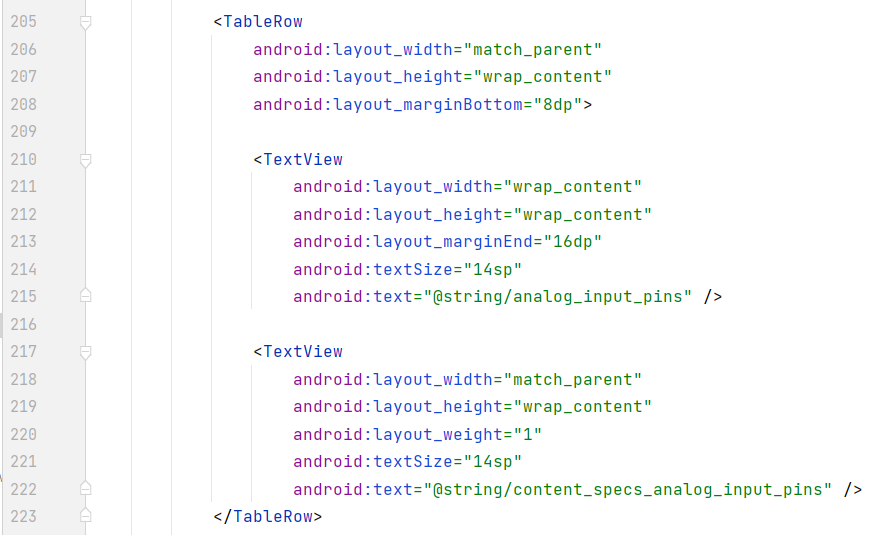 205 <TableRow
206 android:layout_width="match_parent"
207 android:layout_height="wrap_content"
208 android:layout_marginBottom="8dp">
209
210 <TextView
211 android:layout_width="wrap_content"
212 android:layout_height="wrap_content"
213 android:layout_marginEnd="16dp"
214 android:textSize="14sp"
215 android:text="@string/analog_input_pins" />
216
217 <TextView
218 android:layout_width="match_parent"
219 android:layout_height="wrap_content"
220 android:layout_weight="1"
221 android:textSize="14sp"
222 android:text="@string/content_specs_analog_input_pins" />
223 </TableRow>